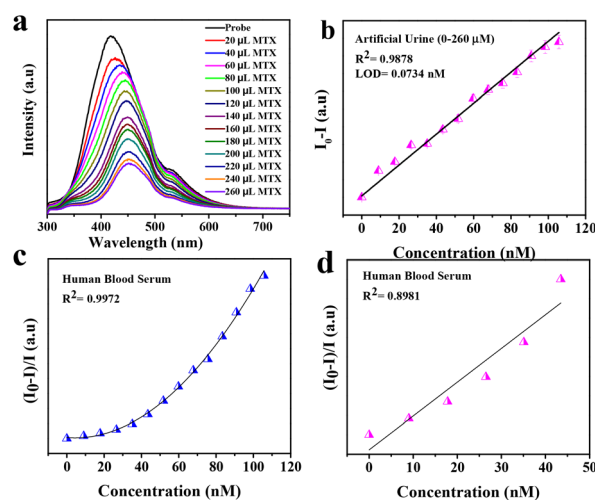 a
Intensity (a.u)
Probe
20 µL MTX
40 µL MTX
60 µL MTX
80 µL MTX
100 µL MTX
120 µL MTX
140 µL MTX
160 µL MTX
180 µL MTX
200 µL MTX
220 µL MTX
240 µL MTX
260 µL MTX
300 400 500 600 700
Wavelength (nm)
b
I0-I (a.u)
Artificial Urine (0-260 µM)
R2= 0.9878
LOD= 0.0734 nM
0 20 40 60 80 100 120
Concentration (nM)
c
(I0-I)/I (a.u)
Human Blood Serum
R2= 0.9972
0 20 40 60 80 100 120
Concentration (nM)
d
(I0-I)/I (a.u)
Human Blood Serum
R2= 0.8981
0 10 20 30 40 50
Concentration (nM)